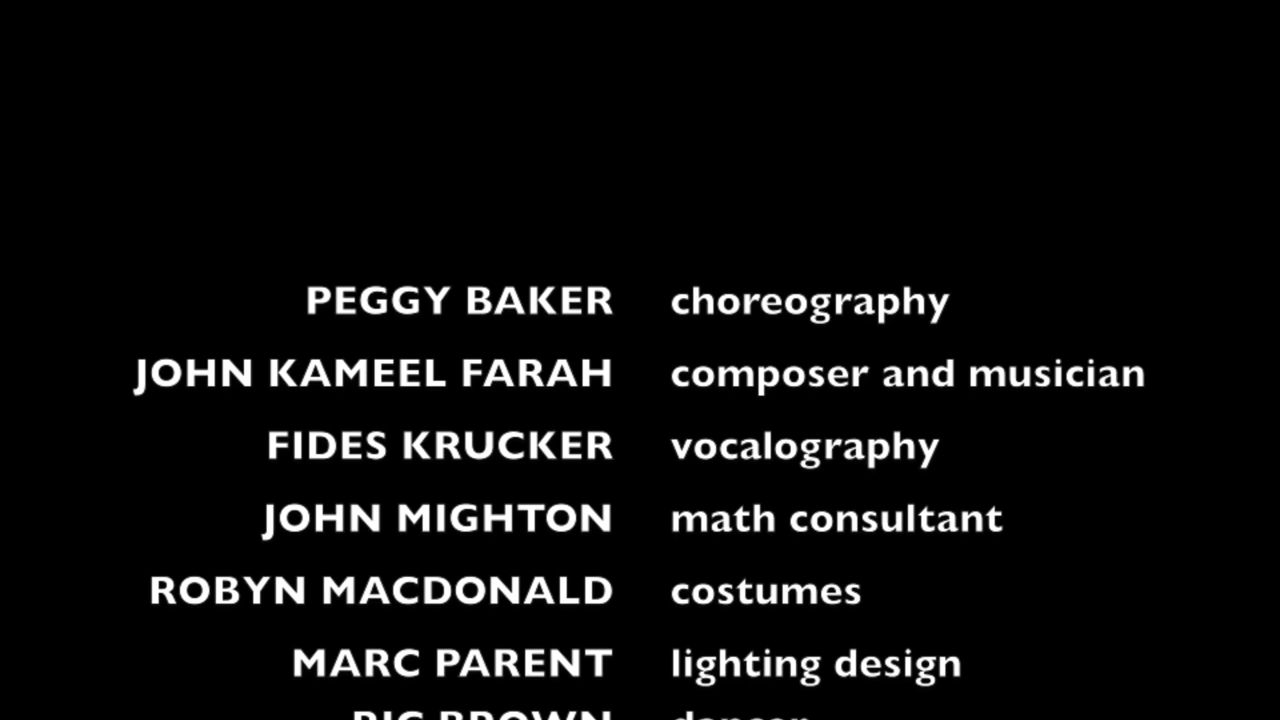 PEGGY BAKER choreography
JOHN KAMEEL FARAH composer and musician
FIDES KRUCKER vocalography
JOHN MIGHTON math consultant
ROBYN MACDONALD costumes
MARC PARENT lighting design
BROWN dancer